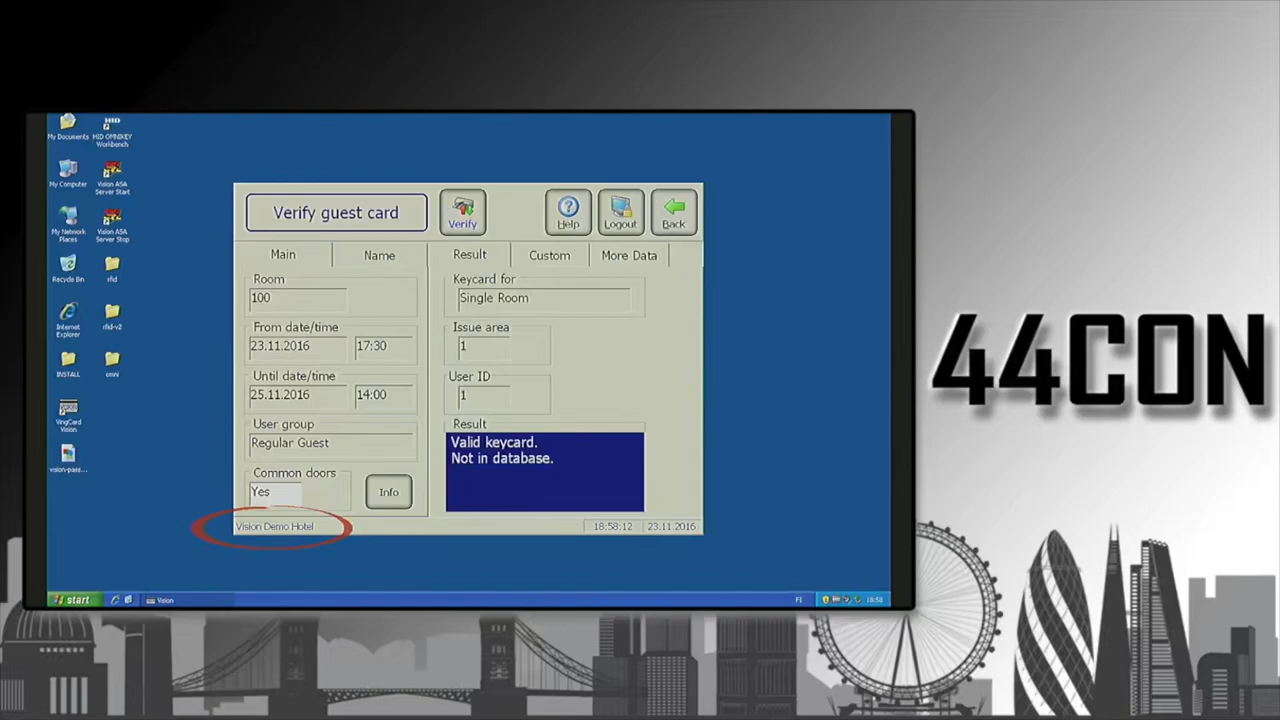 My Documents
HID OMNIKEY
Workbench
My Computer
Vision ASA
Server Start
My Network
Places
Vision ASA
Server Stop
Recycle Bin
rfid
Internet
Explorer
rfid-v2
INSTALL
omni
VingCard
Vision
vision-pass...
Verify guest card
Verify
Help
Logout
Back
Main
Name
Result
Custom
More Data
Room
100
From date/time
23.11.2016
17:30
Until date/time
25.11.2016
14:00
User group
Regular Guest
Common doors
Yes
Info
Keycard for
Single Room
Issue area
1
User ID
1
Result
Valid keycard.
Not in database.
Vision Demo Hotel
18:58:12
23.11.2016
start
Vision
FI
18:58
44CON